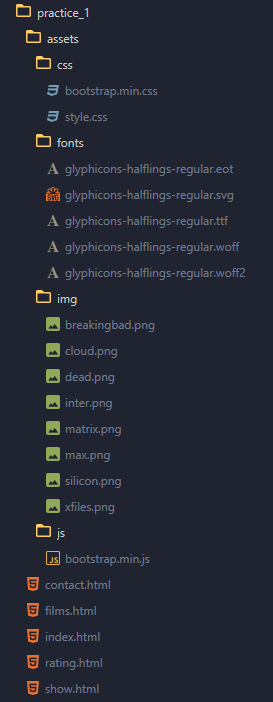 practice_1
assets
css
bootstrap.min.css
style.css
fonts
glyphicons-halflings-regular.eot
SVG glyphicons-halflings-regular.svg
glyphicons-halflings-regular.ttf
glyphicons-halflings-regular.woff
glyphicons-halflings-regular.woff2
img
breakingbad.png
cloud.png
dead.png
inter.png
matrix.png
max.png
silicon.png
xfiles.png
js
JS bootstrap.min.js
contact.html
films.html
index.html
rating.html
show.html